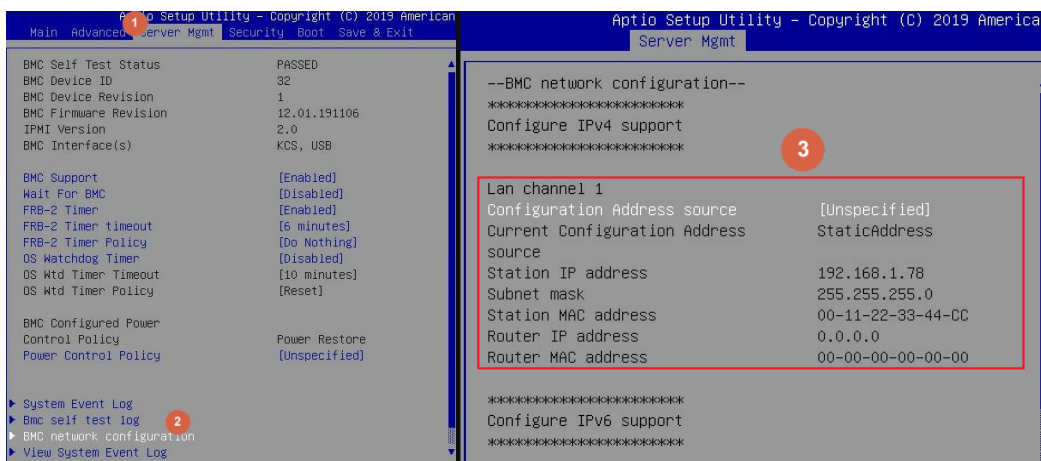 Aptio Setup Utility – Copyright (C) 2019 American
1
Main Advanced Server Mgmt Security Boot Save & Exit
BMC Self Test Status PASSED
BMC Device ID 32
BMC Device Revision 1
BMC Firmware Revision 12.01.191106
IPMI Version 2.0
BMC Interface(s) KCS, USB
BMC Support [Enabled]
Wait For BMC [Disabled]
FRB-2 Timer [Enabled]
FRB-2 Timer timeout [6 minutes]
FRB-2 Timer Policy [Do Nothing]
OS Watchdog Timer [Disabled]
OS Wtd Timer Timeout [10 minutes]
OS Wtd Timer Policy [Reset]
BMC Configured Power
Control Policy Power Restore
Power Control Policy [Unspecified]
System Event Log
Bmc self test log
2
BMC network configuration
View System Event Log
Aptio Setup Utility – Copyright (C) 2019 America
Server Mgmt
--BMC network configuration--
***********************
Configure IPv4 support
***********************
3
Lan channel 1
Configuration Address source [Unspecified]
Current Configuration Address StaticAddress
source
Station IP address 192.168.1.78
Subnet mask 255.255.255.0
Station MAC address 00-11-22-33-44-CC
Router IP address 0.0.0.0
Router MAC address 00-00-00-00-00-00
***********************
Configure IPv6 support
***********************